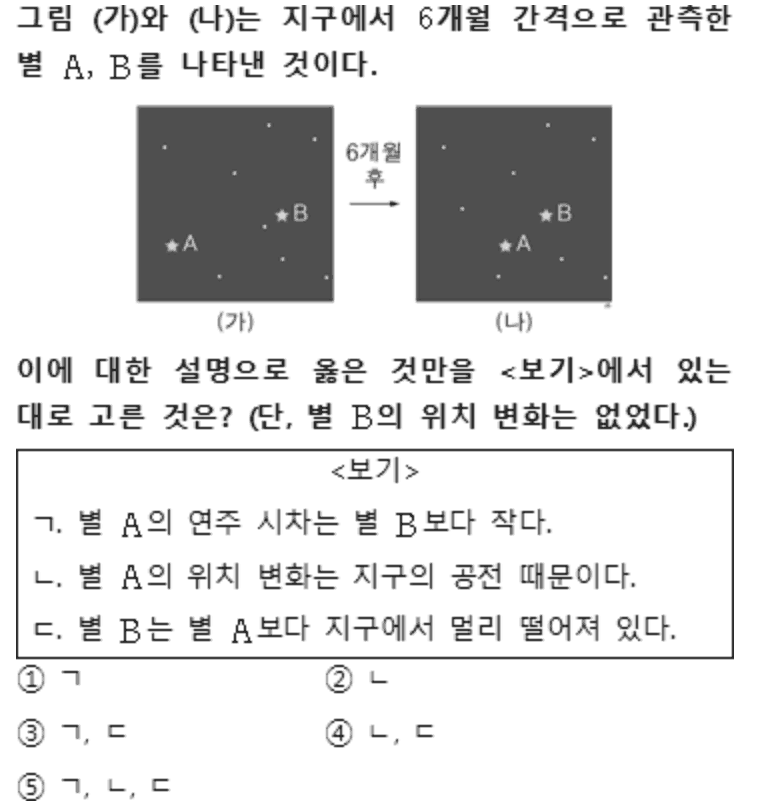 그림 (가)와 (나)는 지구에서 6개월 간격으로 관측한
별 A, B를 나타낸 것이다.
A
B
(가)
6개월
후
A
B
(나)
이에 대한 설명으로 옳은 것만을 <보기>에서 있는
대로 고른 것은? (단, 별 B의 위치 변화는 없었다.)
<보기>
ㄱ. 별 A의 연주 시차는 별 B보다 작다.
ㄴ. 별 A의 위치 변화는 지구의 공전 때문이다.
ㄷ. 별 B는 별 A보다 지구에서 멀리 떨어져 있다.
① ㄱ ② ㄴ
③ ㄱ, ㄷ ④ ㄴ, ㄷ
⑤ ㄱ, ㄴ, ㄷ